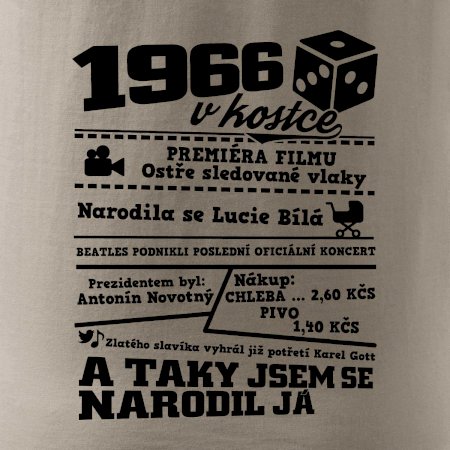 1966
v kostce
PREMIÉRA FILMU
Ostře sledované vlaky
Narodila se Lucie Bílá
BEATLES PODNIKLI POSLEDNÍ OFICIÁLNÍ KONCERT
Prezidentem byl:
Antonín Novotný
Nákup:
CHLEBA ... 2,60 KČS
PIVO
1,40 KČS
Zlatého slavíka vyhrál již potřetí Karel Gott
A TAKY JSEM SE
NARODIL JÁ